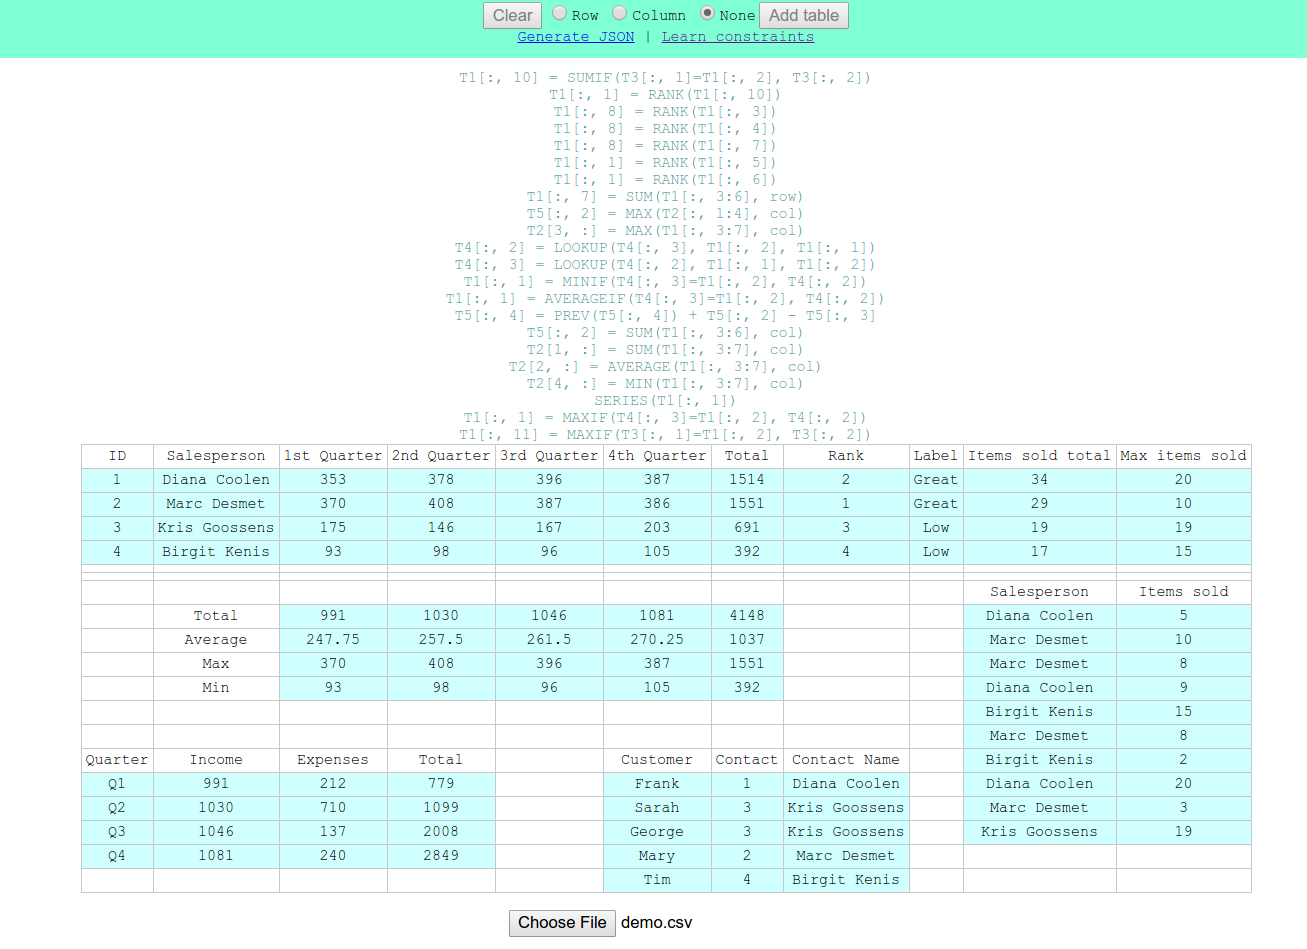 Clear Row Column None Add table
Generate JSON | Learn constraints
T1[:, 10] = SUMIF(T3[:, 1]=T1[:, 2], T3[:, 2])
T1[:, 1] = RANK(T1[:, 10])
T1[:, 8] = RANK(T1[:, 3])
T1[:, 8] = RANK(T1[:, 4])
T1[:, 8] = RANK(T1[:, 7])
T1[:, 1] = RANK(T1[:, 5])
T1[:, 1] = RANK(T1[:, 6])
T1[:, 7] = SUM(T1[:, 3:6], row)
T5[:, 2] = MAX(T2[:, 1:4], col)
T2[3, :] = MAX(T1[:, 3:7], col)
T4[:, 2] = LOOKUP(T4[:, 3], T1[:, 2], T1[:, 1])
T4[:, 3] = LOOKUP(T4[:, 2], T1[:, 1], T1[:, 2])
T1[:, 1] = MINIF(T4[:, 3]=T1[:, 2], T4[:, 2])
T1[:, 1] = AVERAGEIF(T4[:, 3]=T1[:, 2], T4[:, 2])
T5[:, 4] = PREV(T5[:, 4]) + T5[:, 2] - T5[:, 3]
T5[:, 2] = SUM(T1[:, 3:6], col)
T2[1, :] = SUM(T1[:, 3:7], col)
T2[2, :] = AVERAGE(T1[:, 3:7], col)
T2[4, :] = MIN(T1[:, 3:7], col)
SERIES(T1[:, 1])
T1[:, 1] = MAXIF(T4[:, 3]=T1[:, 2], T4[:, 2])
T1[:, 11] = MAXIF(T3[:, 1]=T1[:, 2], T3[:, 2])
ID Salesperson 1st Quarter 2nd Quarter 3rd Quarter 4th Quarter Total Rank Label Items sold total Max items sold
1 Diana Coolen 353 378 396 387 1514 2 Great 34 20
2 Marc Desmet 370 408 387 386 1551 1 Great 29 10
3 Kris Goossens 175 146 167 203 691 3 Low 19 19
4 Birgit Kenis 93 98 96 105 392 4 Low 17 15
Salesperson Items sold
Total 991 1030 1046 1081 4148 Diana Coolen 5
Average 247.75 257.5 261.5 270.25 1037 Marc Desmet 10
Max 370 408 396 387 1551 Marc Desmet 8
Min 93 98 96 105 392 Diana Coolen 9
Birgit Kenis 15
Marc Desmet 8
Quarter Income Expenses Total Customer Contact Contact Name Birgit Kenis 2
Q1 991 212 779 Frank 1 Diana Coolen Diana Coolen 20
Q2 1030 710 1099 Sarah 3 Kris Goossens Marc Desmet 3
Q3 1046 137 2008 George 3 Kris Goossens Kris Goossens 19
Q4 1081 240 2849 Mary 2 Marc Desmet
Tim 4 Birgit Kenis
Choose File demo.csv